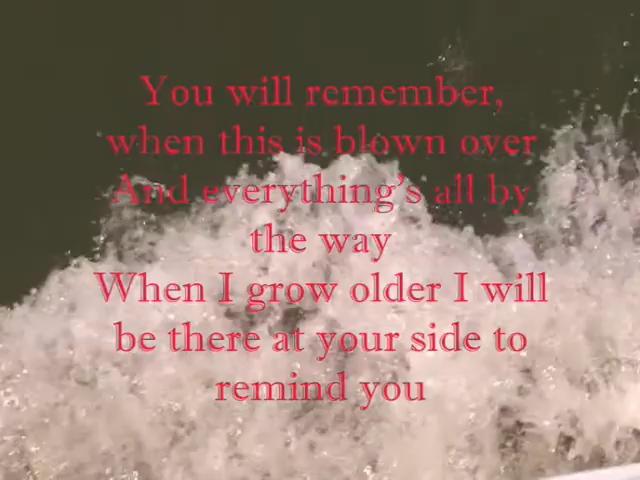 You will remember,
when this is blown over
And everything's all by
the way
When I grow older I will
be there at your side to
remind you